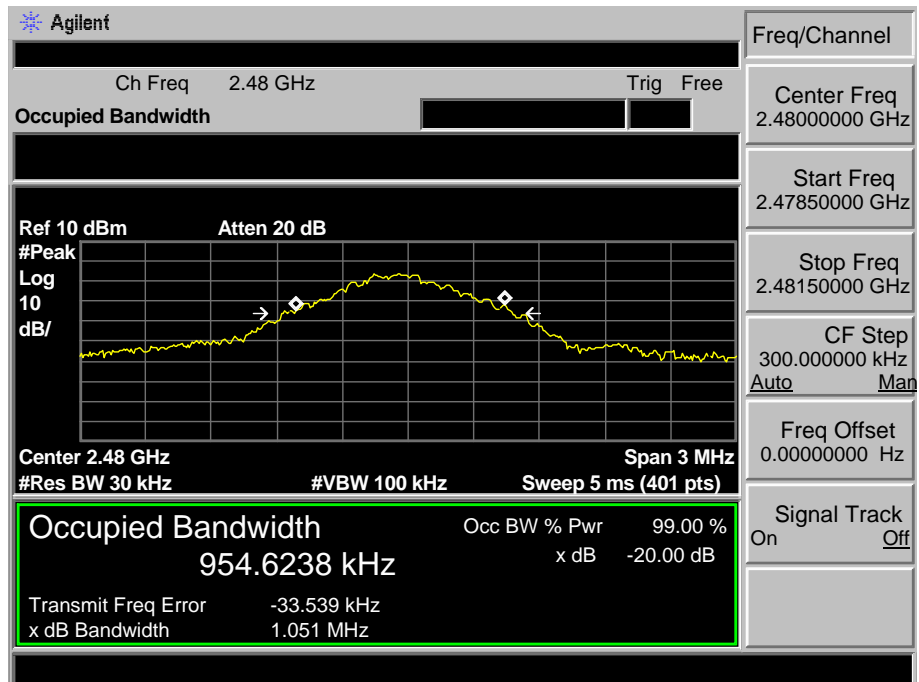 Agilent
Freq/Channel
Ch Freq 2.48 GHz Trig Free
Occupied Bandwidth
Center Freq
2.48000000 GHz
Start Freq
2.47850000 GHz
Stop Freq
2.48150000 GHz
CF Step
300.000000 kHz
Auto Man
Freq Offset
0.00000000 Hz
Signal Track
On Off
Ref 10 dBm Atten 20 dB
#Peak
Log
10
dB/
Center 2.48 GHz Span 3 MHz
#Res BW 30 kHz #VBW 100 kHz Sweep 5 ms (401 pts)
Occupied Bandwidth Occ BW % Pwr 99.00 %
954.6238 kHz x dB -20.00 dB
Transmit Freq Error -33.539 kHz
x dB Bandwidth 1.051 MHz